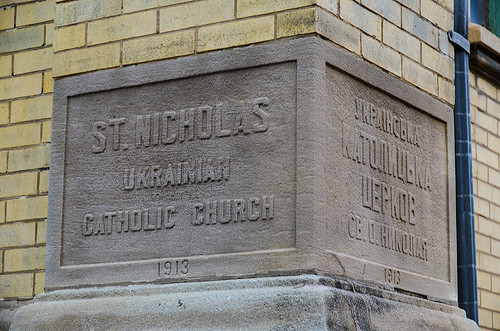 ST. NICHOLAS
UKRAINIAN
CATHOLIC CHURCH
1913
УКРАЇНСЬКА
КАТОЛИЦЬКА
ЦЕРКОВ
СВ. О. НИКОЛАЯ
1913